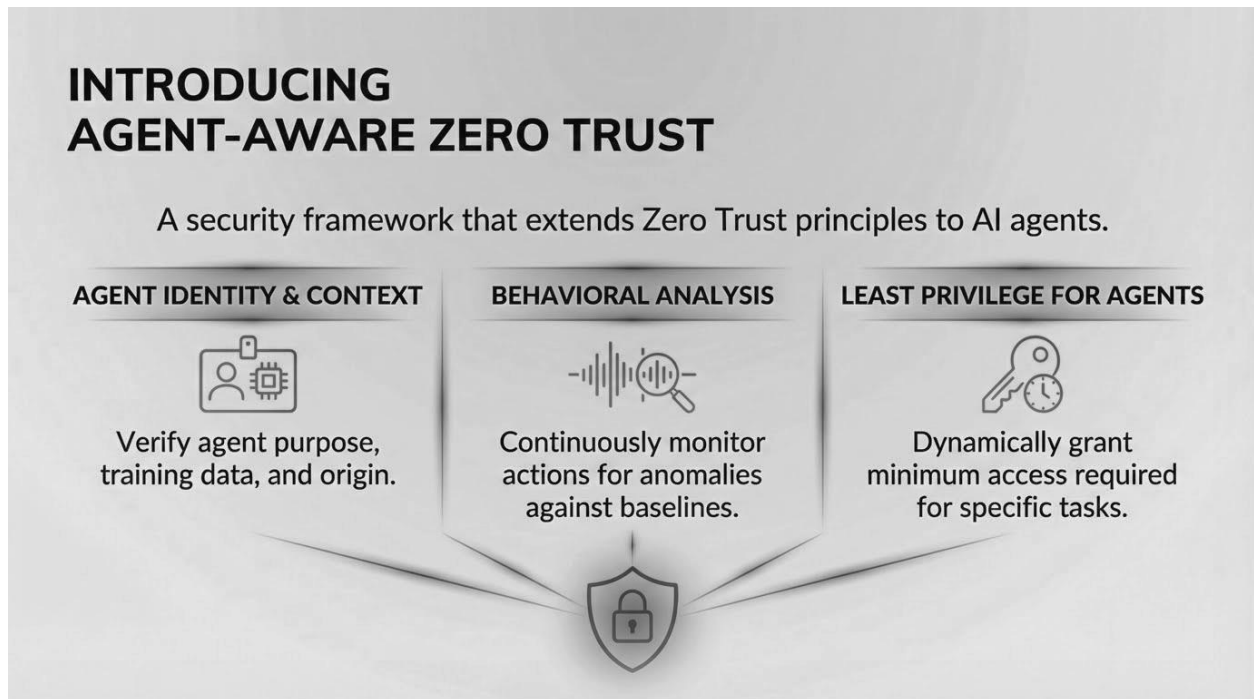 INTRODUCING
AGENT-AWARE ZERO TRUST
A security framework that extends Zero Trust principles to AI agents.
AGENT IDENTITY & CONTEXT
Verify agent purpose,
training data, and origin.
BEHAVIORAL ANALYSIS
Continuously monitor
actions for anomalies
against baselines.
LEAST PRIVILEGE FOR AGENTS
Dynamically grant
minimum access required
for specific tasks.